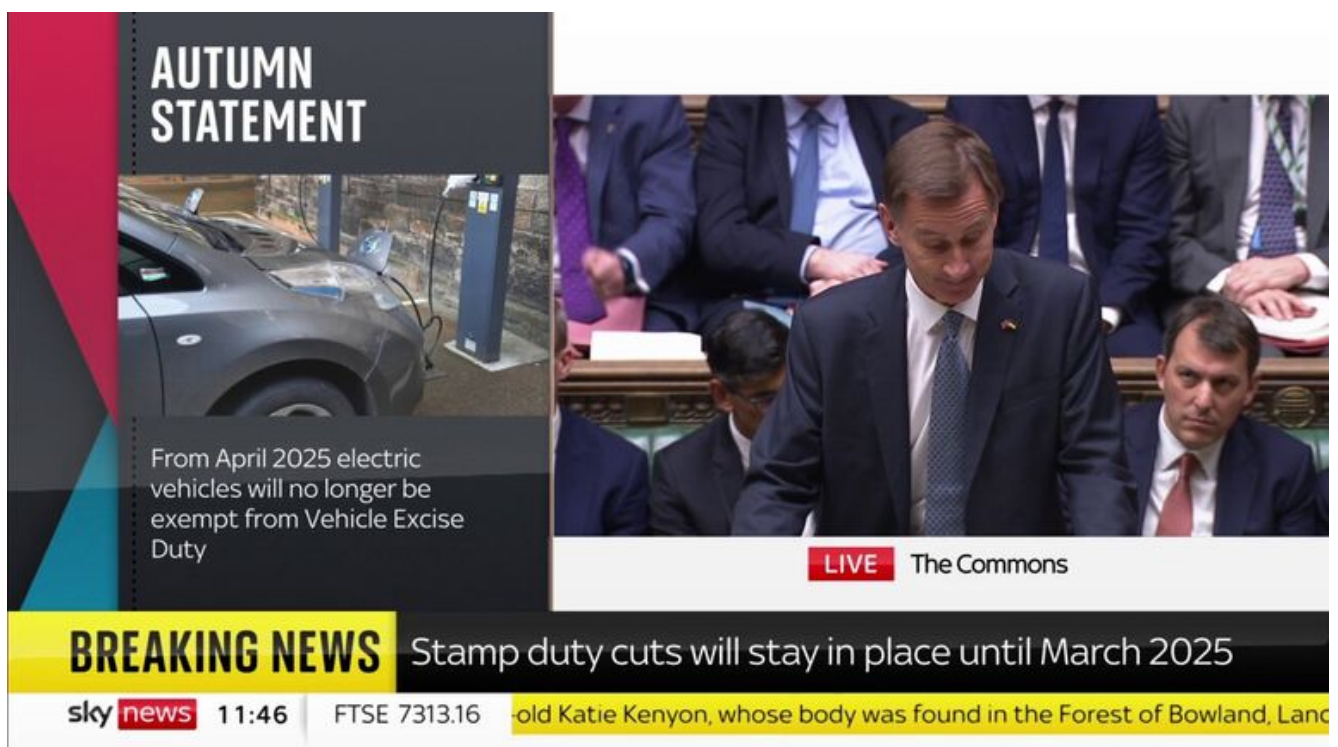 AUTUMN
STATEMENT
From April 2025 electric
vehicles will no longer be
exempt from Vehicle Excise
Duty
LIVE The Commons
BREAKING NEWS Stamp duty cuts will stay in place until March 2025
sky news 11:46 FTSE 7313.16 -old Katie Kenyon, whose body was found in the Forest of Bowland, Lanc